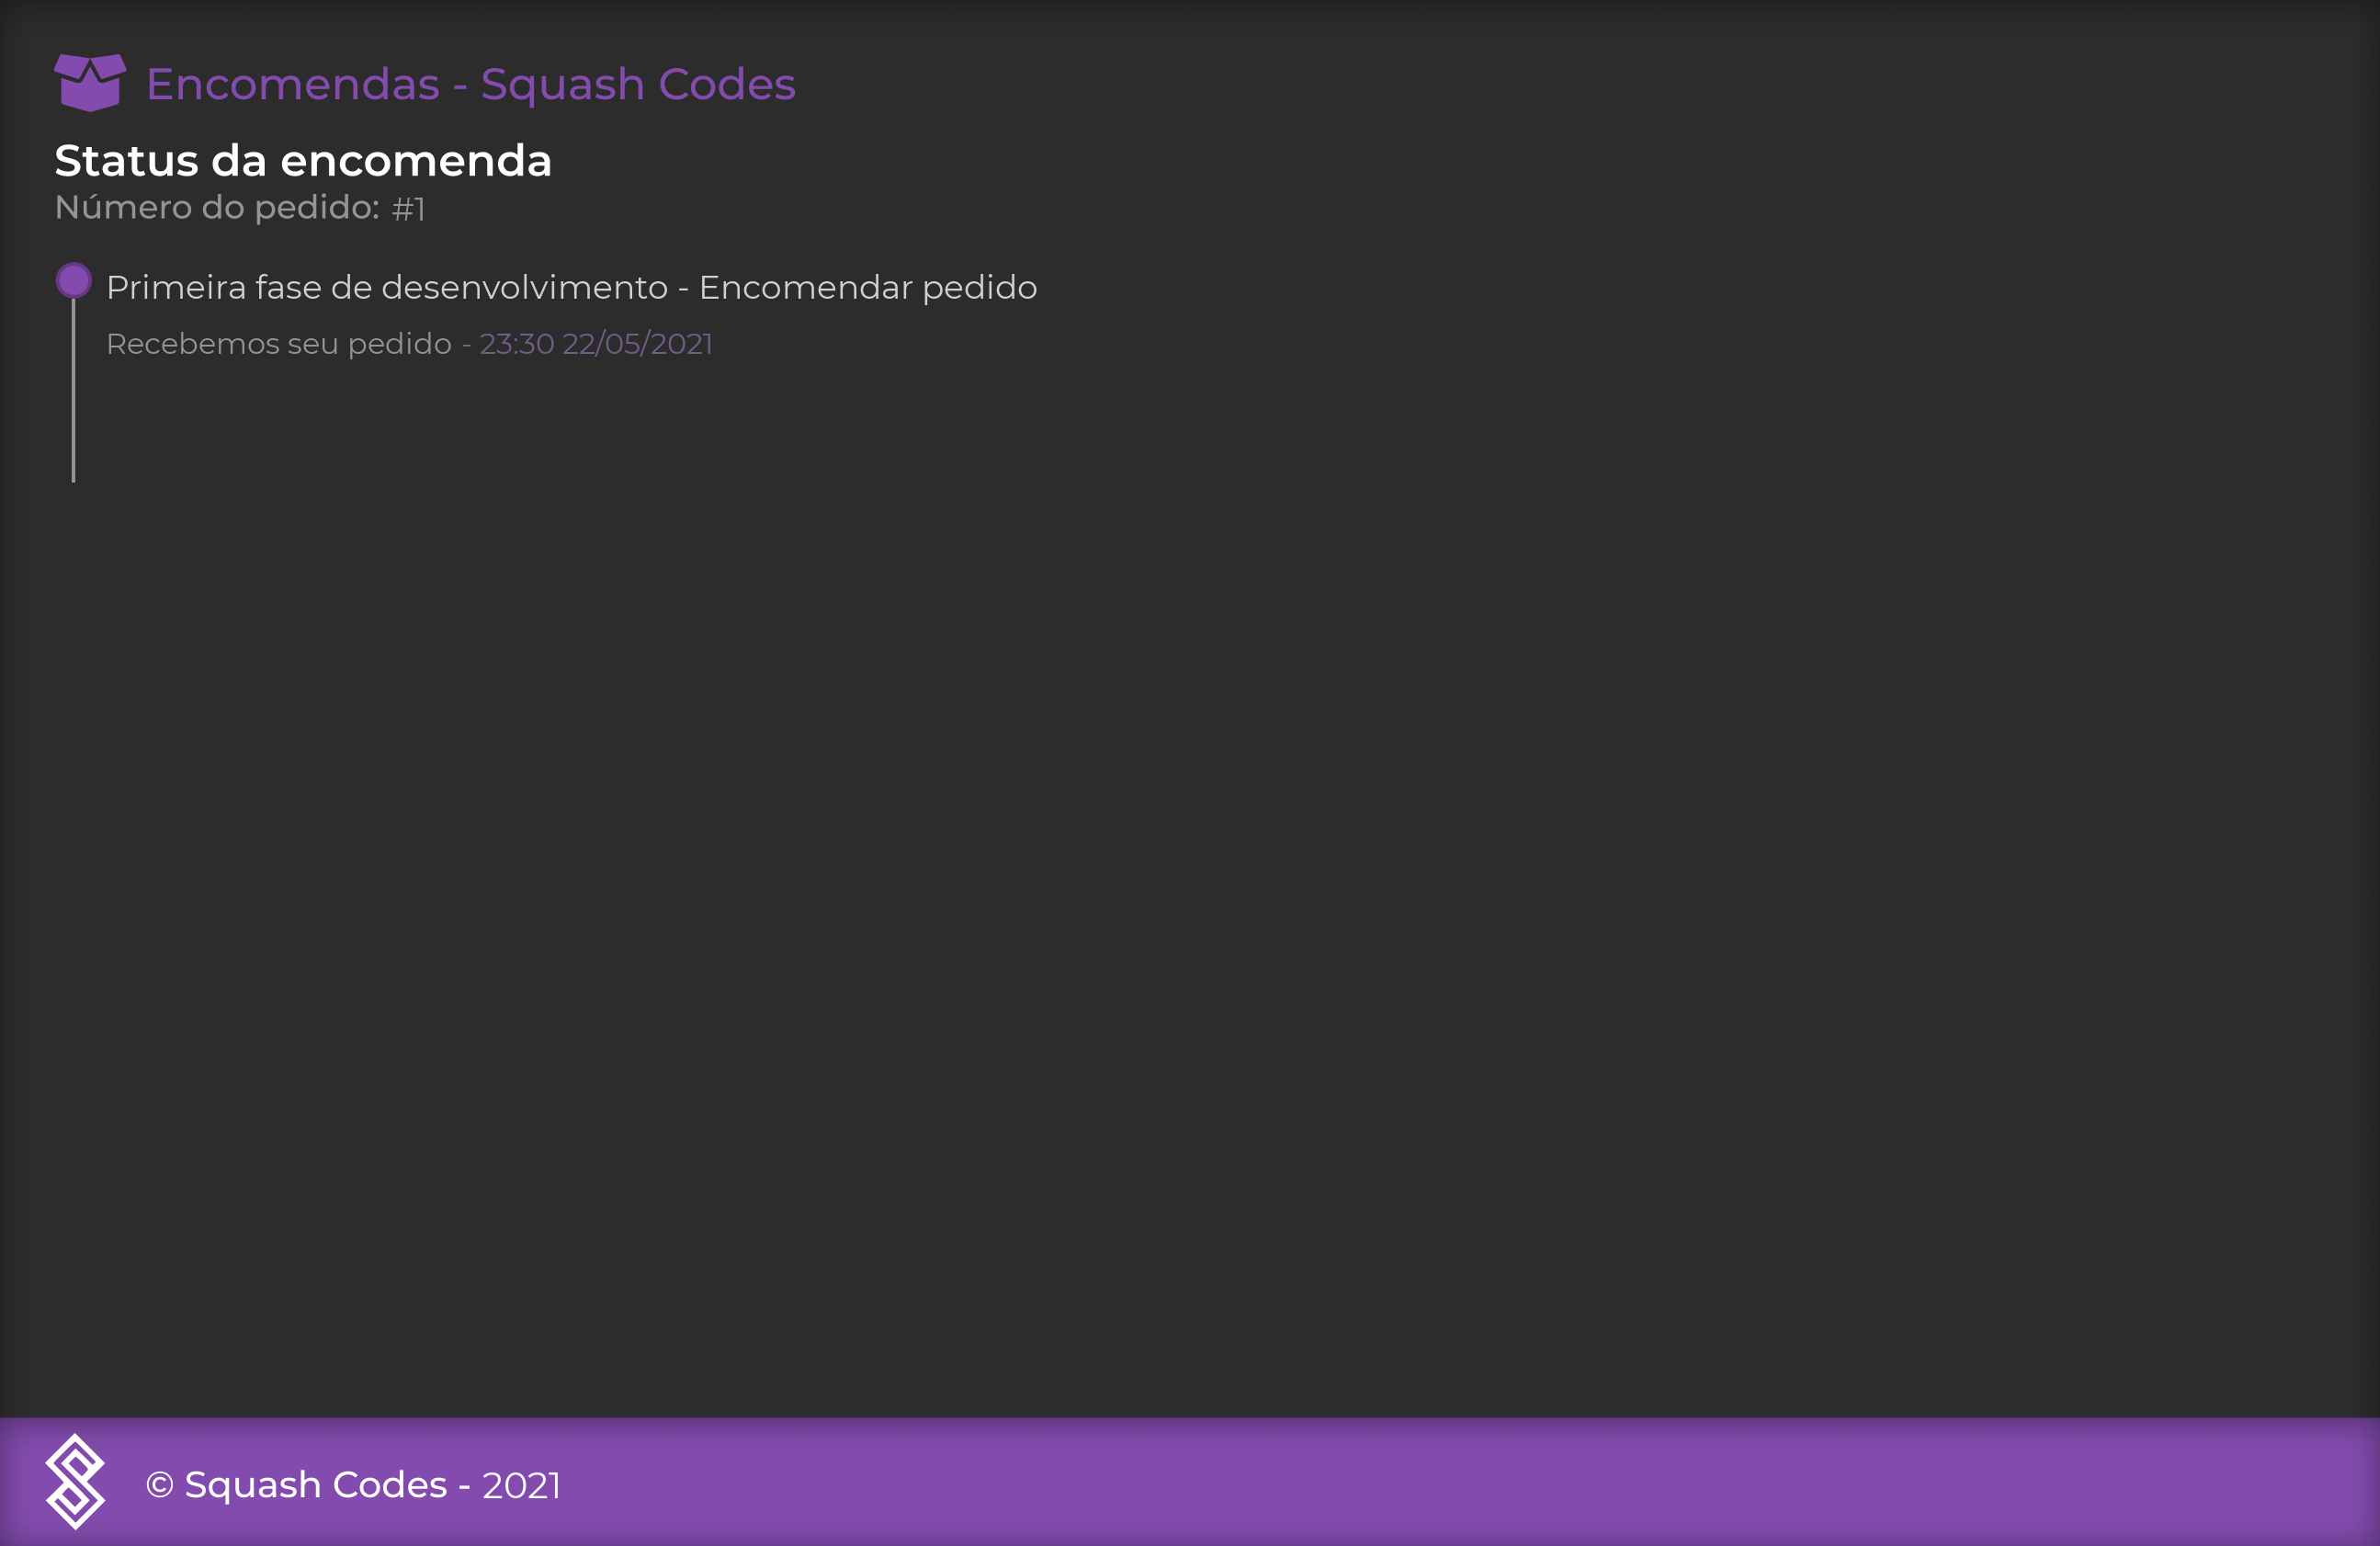 Encomendas - Squash Codes
Status da encomenda
Número do pedido: #1
Primeira fase de desenvolvimento - Encomendar pedido
Recebemos seu pedido - 23:30 22/05/2021
© Squash Codes - 2021